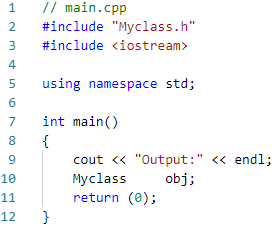 1 // main.cpp
2 #include "Myclass.h"
3 #include <iostream>
4
5 using namespace std;
6
7 int main()
8 {
9     cout << "Output:" << endl;
10     Myclass     obj;
11     return (0);
12 }